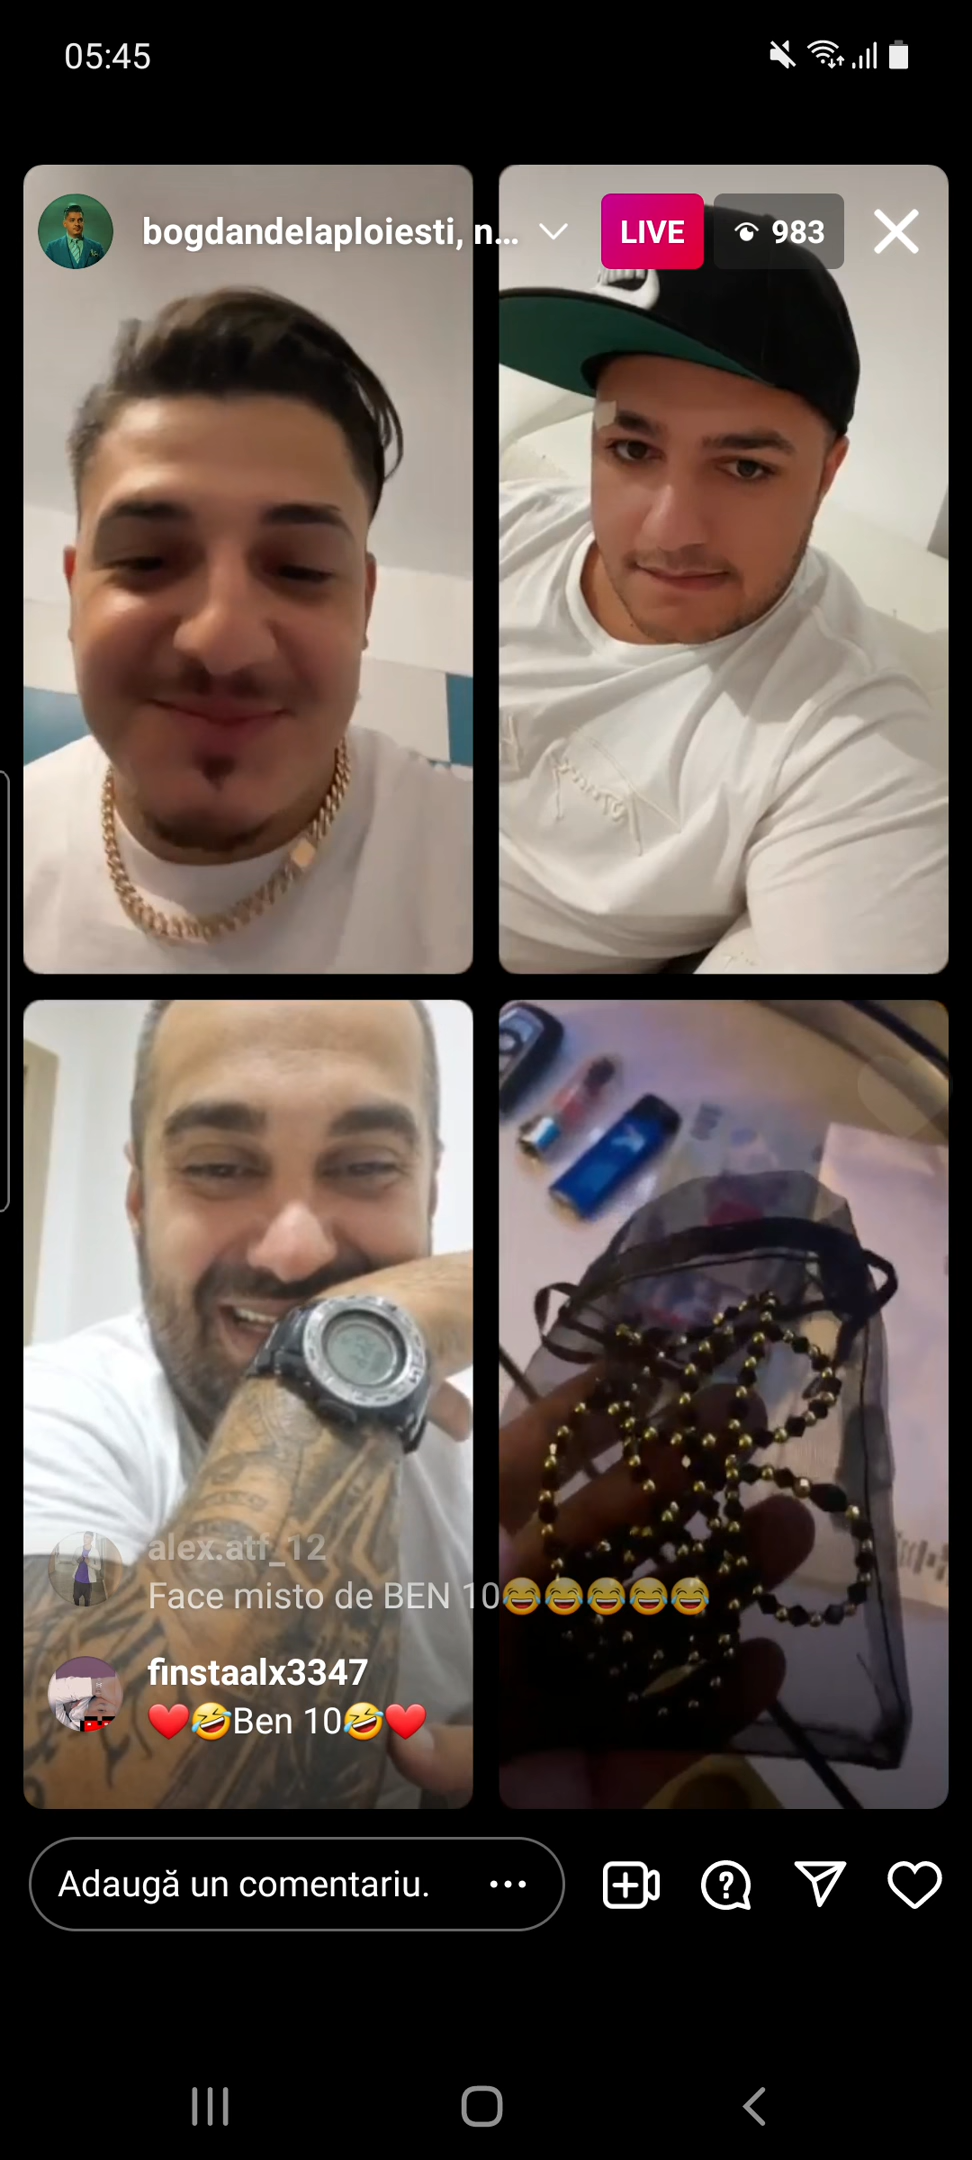 05:45
bogdandelaploiesti, n...
LIVE
983
alex.atf_12
Face misto de BEN 10😂😂😂😂😂
finstaalx3347
❤️🤣Ben 10🤣❤️
Adaugă un comentariu.